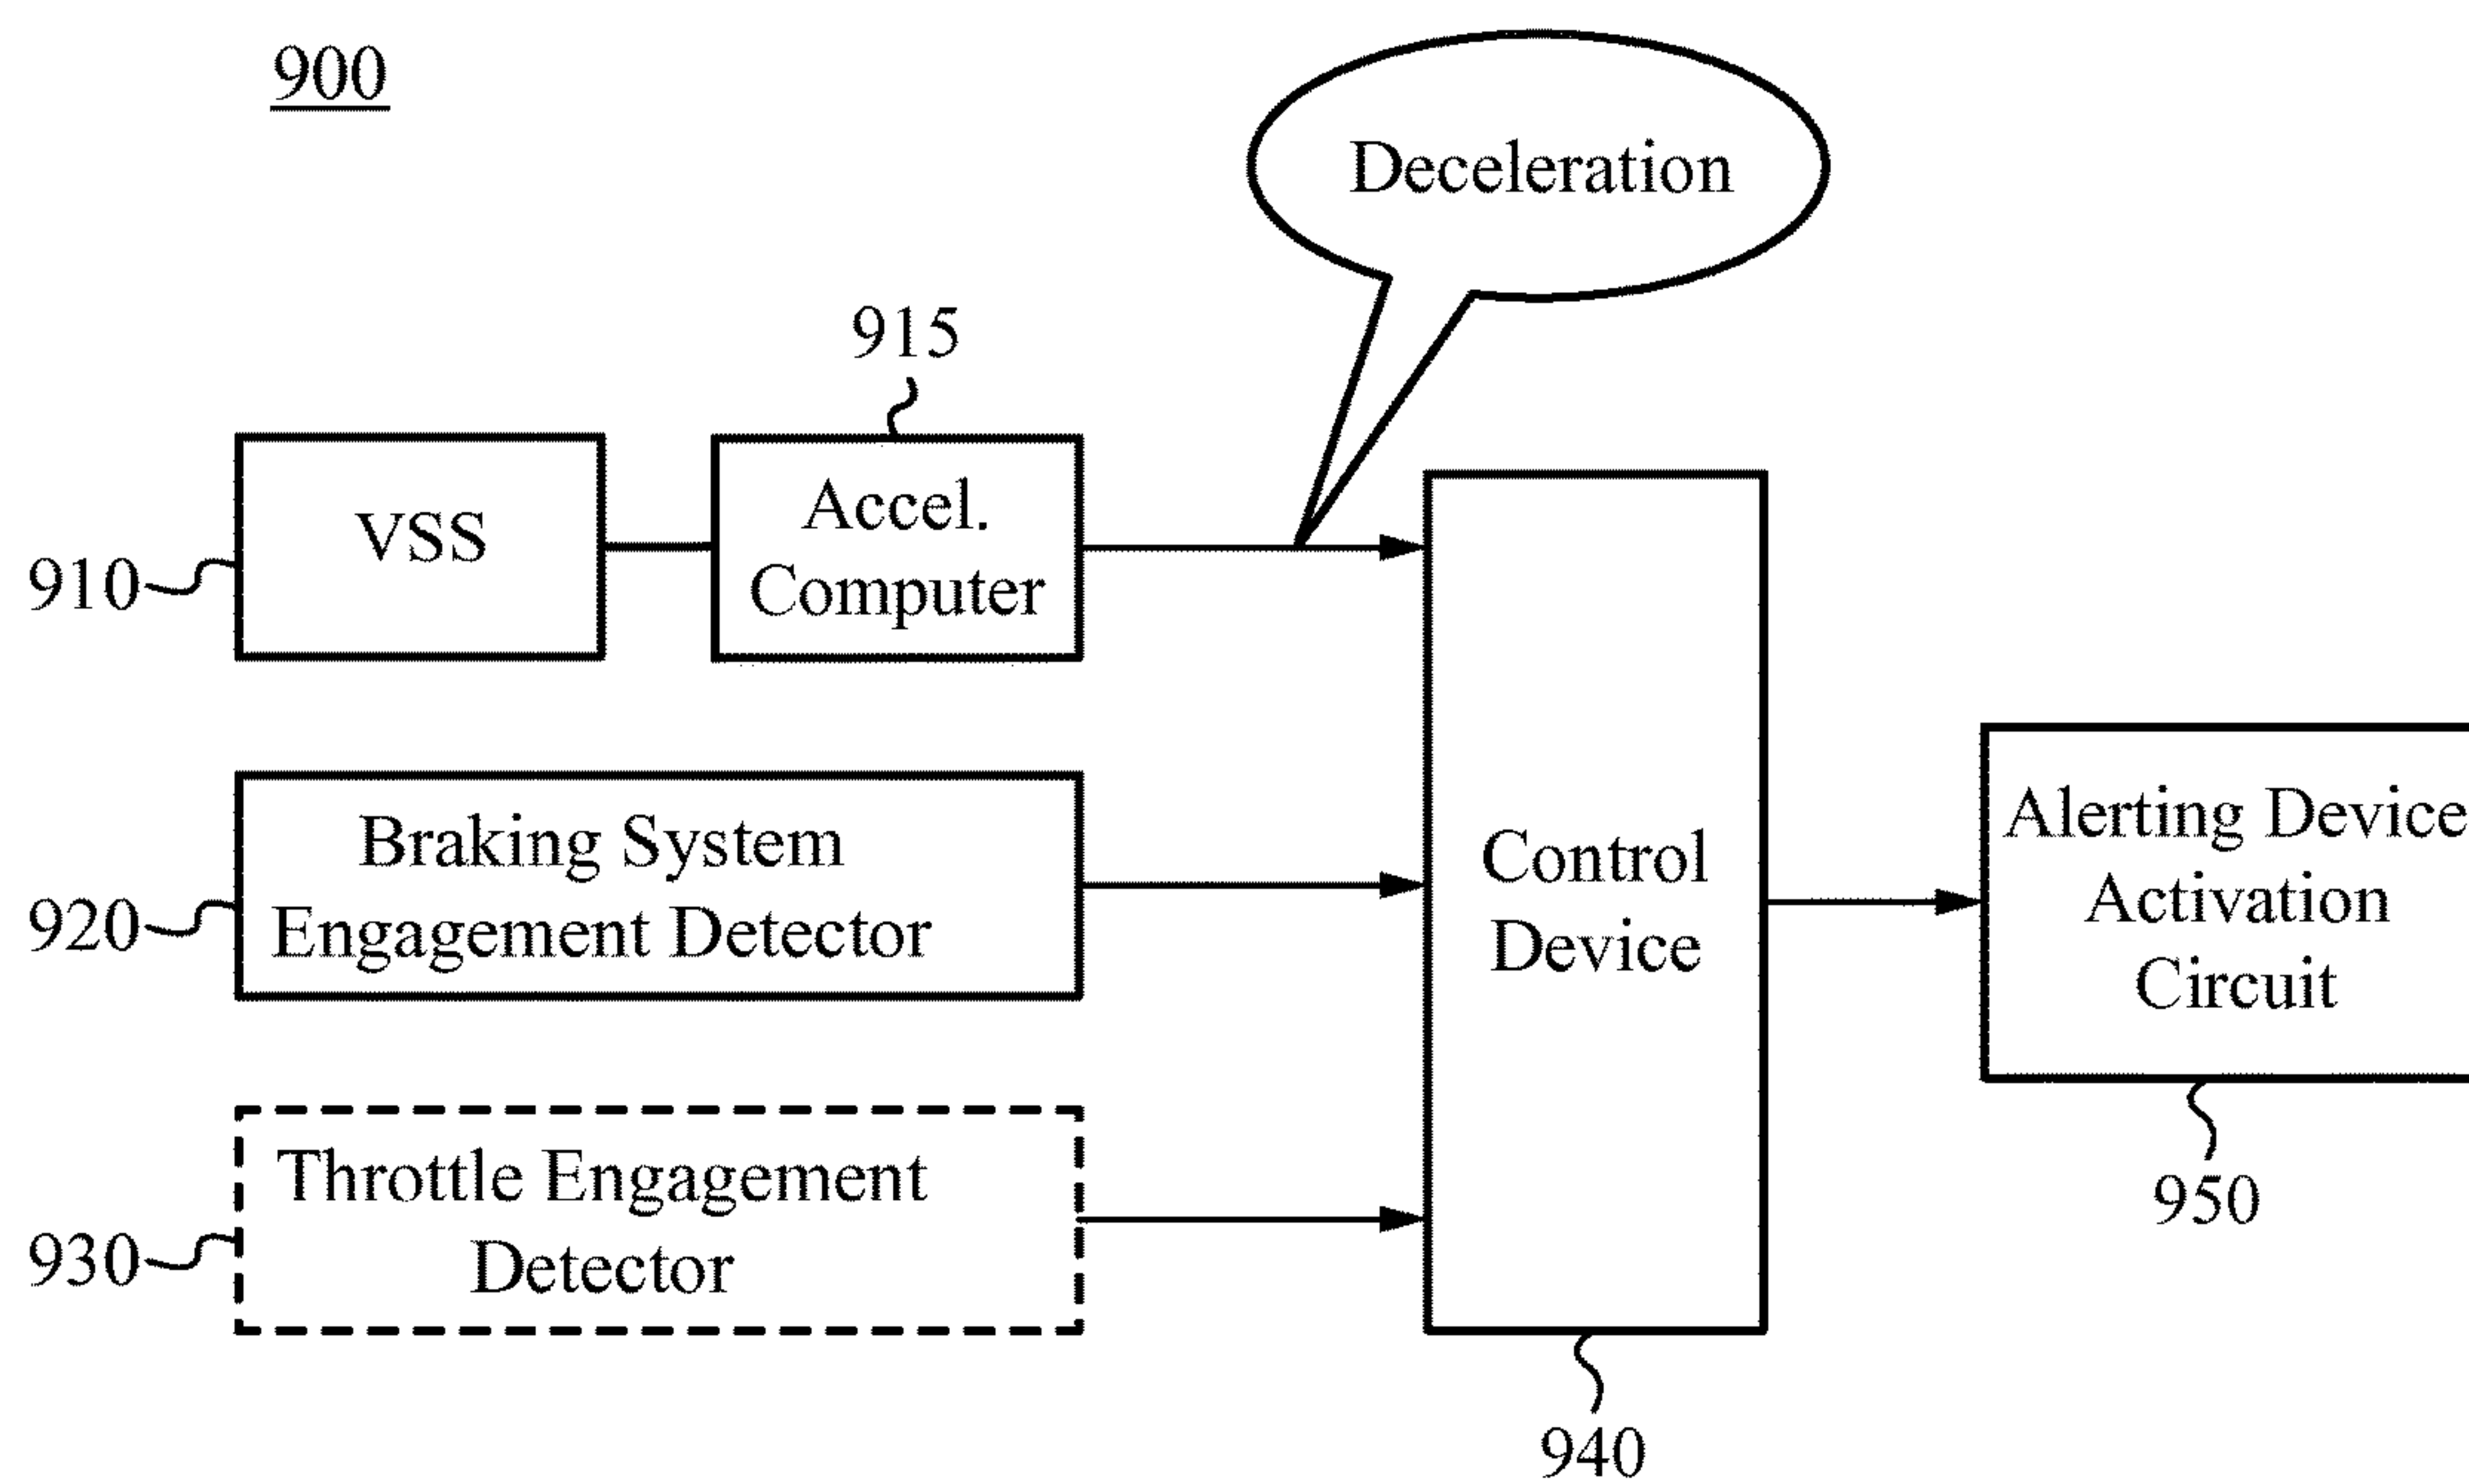 900
Deceleration
915
VSS
Accel.
Computer
910
Braking System
Engagement Detector
920
Control
Device
Alerting Device
Activation
Circuit
Throttle Engagement
Detector
930
950
940